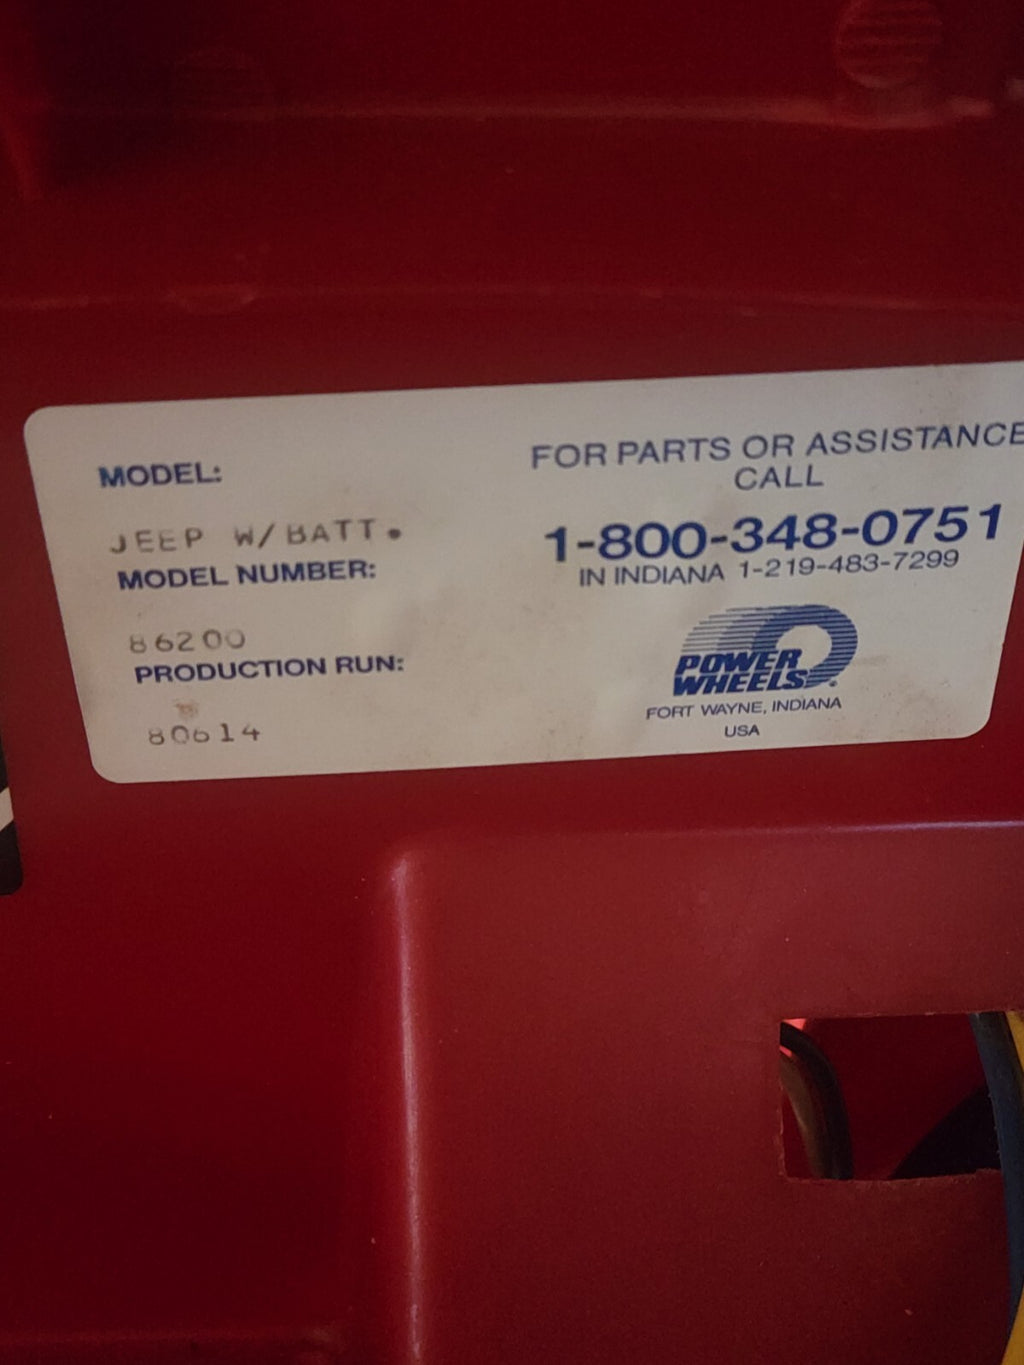 MODEL:
JEEP W/BATT.
MODEL NUMBER:
86200
PRODUCTION RUN:
80614
FOR PARTS OR ASSISTANCE
CALL
1-800-348-0751
IN INDIANA 1-219-483-7299
POWER
WHEELS®
FORT WAYNE, INDIANA
USA